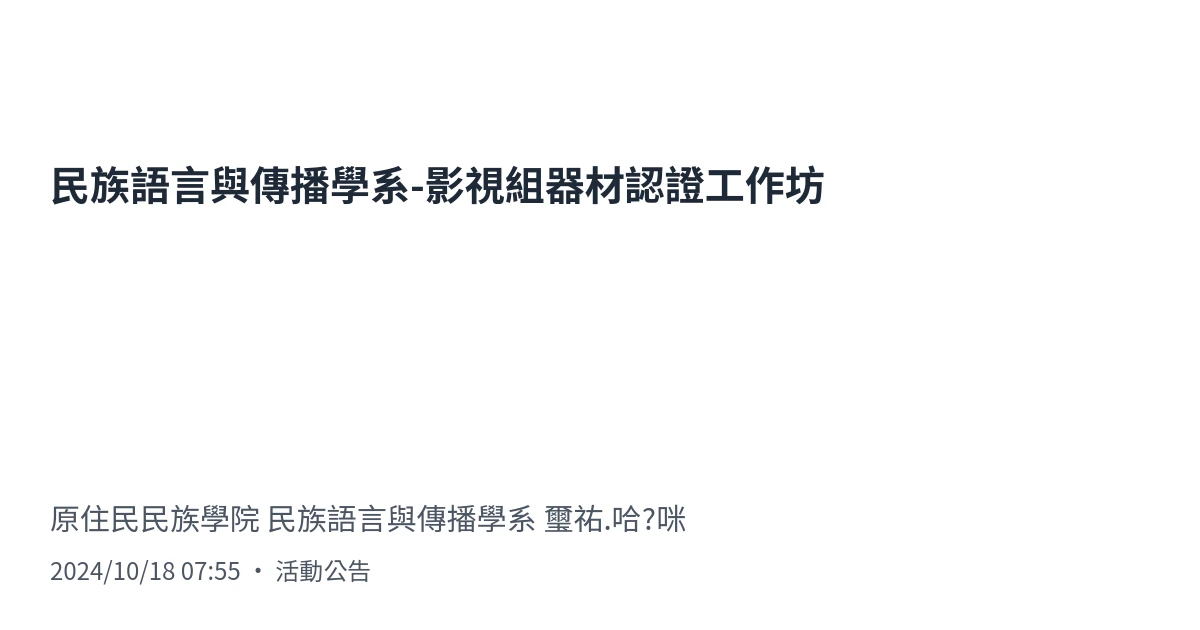 民族語言與傳播學系-影視組器材認證工作坊
原住民民族學院 民族語言與傳播學系 璽祐.哈?咪
2024/10/18 07:55 • 活動公告